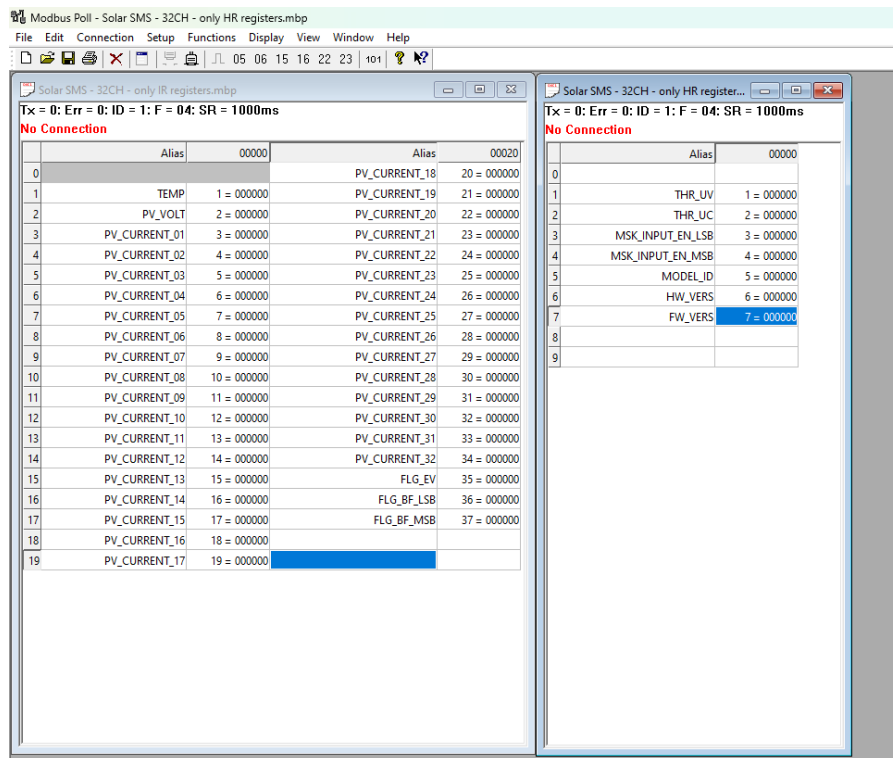 Modbus Poll - Solar SMS - 32CH - only HR registers.mbp
File Edit Connection Setup Functions Display View Window Help
05 06 15 16 22 23 101
Solar SMS - 32CH - only IR registers.mbp
Tx = 0: Err = 0: ID = 1: F = 04: SR = 1000ms
No Connection
Alias 00000 Alias 00020
0 PV_CURRENT_18 20 = 000000
1 TEMP 1 = 000000 PV_CURRENT_19 21 = 000000
2 PV_VOLT 2 = 000000 PV_CURRENT_20 22 = 000000
3 PV_CURRENT_01 3 = 000000 PV_CURRENT_21 23 = 000000
4 PV_CURRENT_02 4 = 000000 PV_CURRENT_22 24 = 000000
5 PV_CURRENT_03 5 = 000000 PV_CURRENT_23 25 = 000000
6 PV_CURRENT_04 6 = 000000 PV_CURRENT_24 26 = 000000
7 PV_CURRENT_05 7 = 000000 PV_CURRENT_25 27 = 000000
8 PV_CURRENT_06 8 = 000000 PV_CURRENT_26 28 = 000000
9 PV_CURRENT_07 9 = 000000 PV_CURRENT_27 29 = 000000
10 PV_CURRENT_08 10 = 000000 PV_CURRENT_28 30 = 000000
11 PV_CURRENT_09 11 = 000000 PV_CURRENT_29 31 = 000000
12 PV_CURRENT_10 12 = 000000 PV_CURRENT_30 32 = 000000
13 PV_CURRENT_11 13 = 000000 PV_CURRENT_31 33 = 000000
14 PV_CURRENT_12 14 = 000000 PV_CURRENT_32 34 = 000000
15 PV_CURRENT_13 15 = 000000 FLG_EV 35 = 000000
16 PV_CURRENT_14 16 = 000000 FLG_BF_LSB 36 = 000000
17 PV_CURRENT_15 17 = 000000 FLG_BF_MSB 37 = 000000
18 PV_CURRENT_16 18 = 000000
19 PV_CURRENT_17 19 = 000000
Solar SMS - 32CH - only HR register...
Tx = 0: Err = 0: ID = 1: F = 04: SR = 1000ms
No Connection
Alias 00000
0
1 THR_UV 1 = 000000
2 THR_UC 2 = 000000
3 MSK_INPUT_EN_LSB 3 = 000000
4 MSK_INPUT_EN_MSB 4 = 000000
5 MODEL_ID 5 = 000000
6 HW_VERS 6 = 000000
7 FW_VERS 7 = 000000
8
9